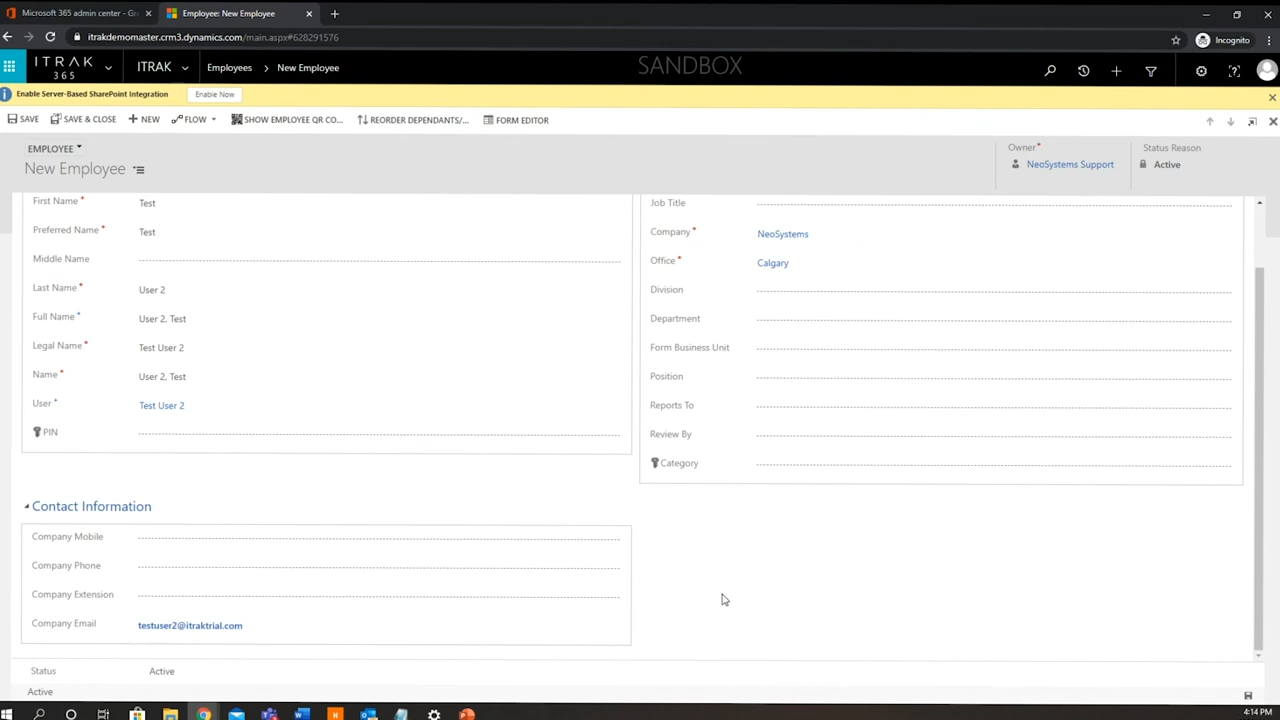 Microsoft 365 admin center - Gr
Employee: New Employee
itrakdemomaster.crm3.dynamics.com/main.aspx#628291576
Incognito
ITRAK
365
ITRAK
Employees > New Employee
SANDBOX
Enable Server-Based SharePoint Integration
Enable Now
SAVE
SAVE & CLOSE
NEW
FLOW
SHOW EMPLOYEE QR CO...
REORDER DEPENDANTS/...
FORM EDITOR
EMPLOYEE
New Employee
Owner*
NeoSystems Support
Status Reason
Active
First Name * Test
Preferred Name * Test
Middle Name
Last Name * User 2
Full Name * User 2, Test
Legal Name * Test User 2
Name * User 2, Test
User * Test User 2
PIN
Job Title
Company * NeoSystems
Office * Calgary
Division
Department
Form Business Unit
Position
Reports To
Review By
Category
Contact Information
Company Mobile
Company Phone
Company Extension
Company Email testuser2@itraktrial.com
Status Active
Active
4:14 PM